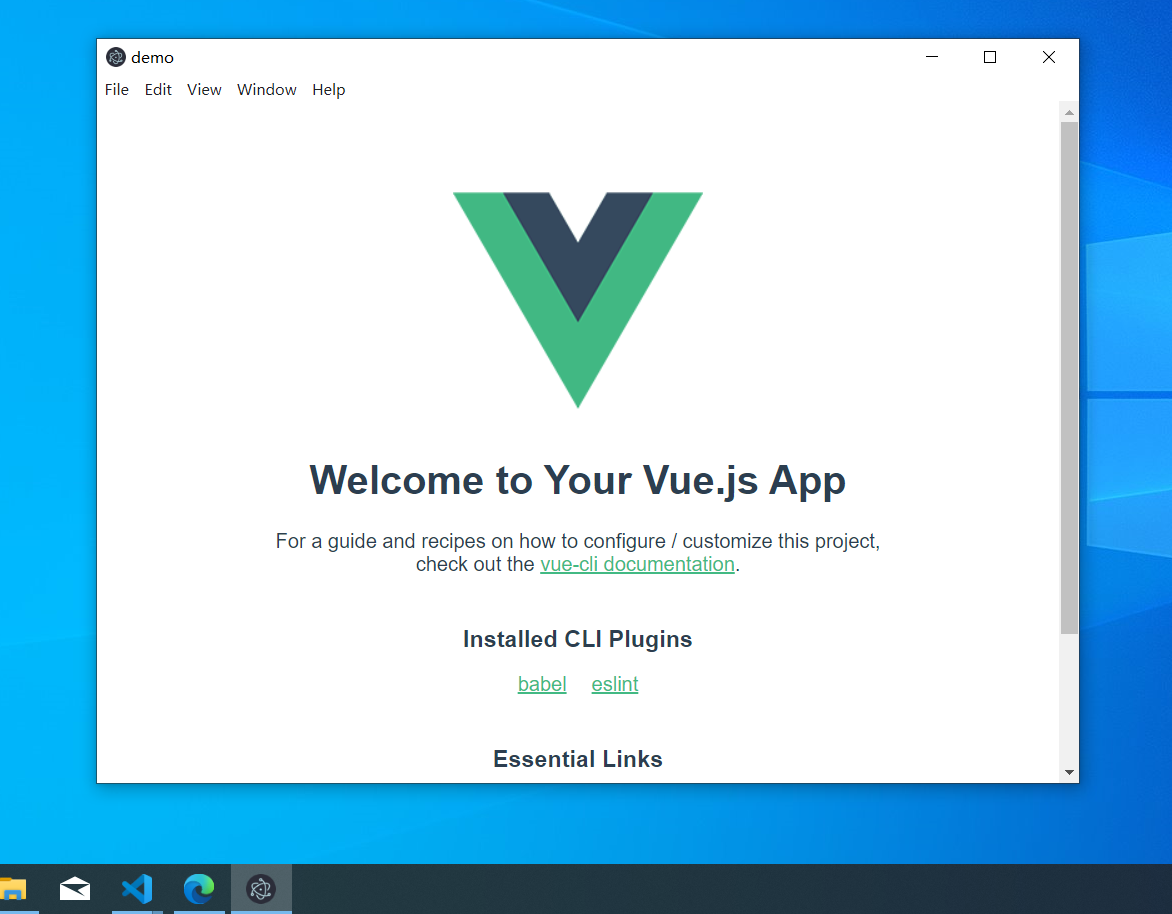 demo
File Edit View Window Help
Welcome to Your Vue.js App
For a guide and recipes on how to configure / customize this project,
check out the vue-cli documentation.
Installed CLI Plugins
babel eslint
Essential Links